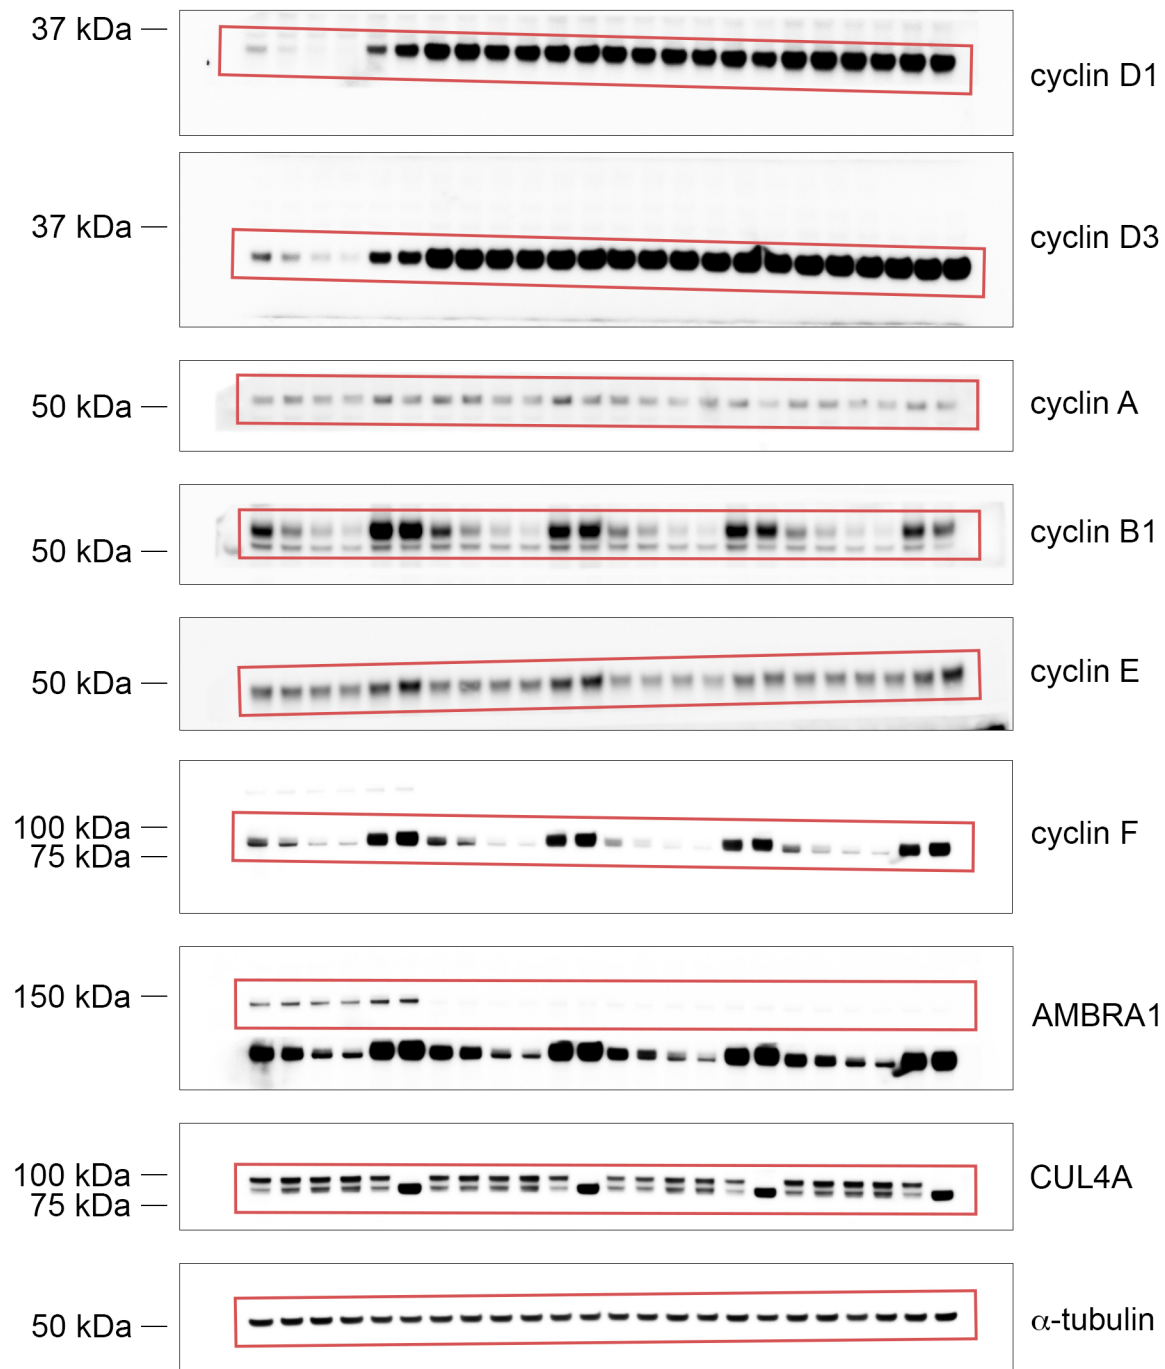 37 kDa
cyclin D1
37 kDa
cyclin D3
50 kDa
cyclin A
50 kDa
cyclin B1
50 kDa
cyclin E
100 kDa
75 kDa
cyclin F
150 kDa
AMBRA1
100 kDa
75 kDa
CUL4A
50 kDa
α-tubulin